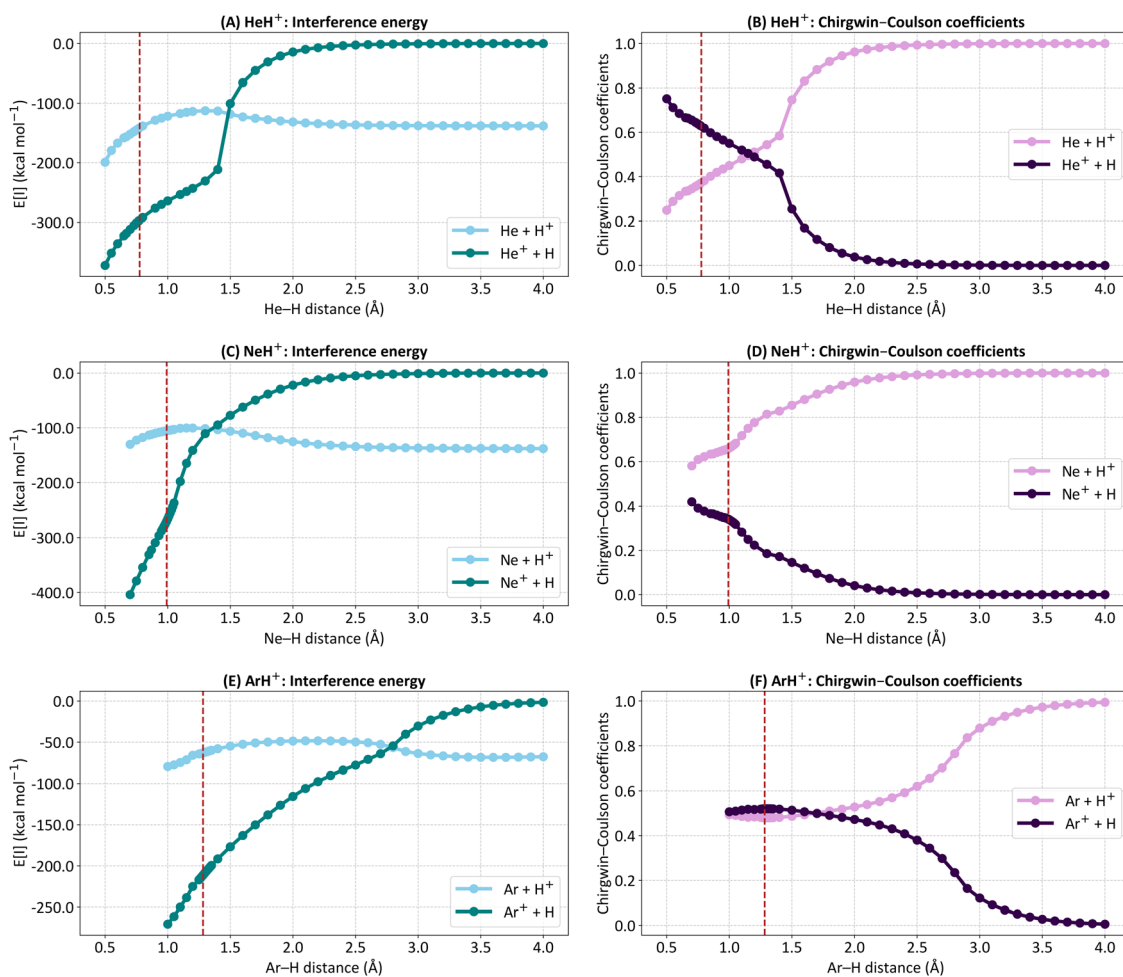 (A) HeH⁺: Interference energy
E[I] (kcal mol⁻¹)
0.0
-100.0
-200.0
-300.0
He + H⁺
He⁺ + H
0.5 1.0 1.5 2.0 2.5 3.0 3.5 4.0
He–H distance (Å)
(B) HeH⁺: Chirgwin–Coulson coefficients
Chirgwin–Coulson coefficients
1.0
0.8
0.6
0.4
0.2
0.0
He + H⁺
He⁺ + H
0.5 1.0 1.5 2.0 2.5 3.0 3.5 4.0
He–H distance (Å)
(C) NeH⁺: Interference energy
E[I] (kcal mol⁻¹)
0.0
-100.0
-200.0
-300.0
-400.0
Ne + H⁺
Ne⁺ + H
0.5 1.0 1.5 2.0 2.5 3.0 3.5 4.0
Ne–H distance (Å)
(D) NeH⁺: Chirgwin–Coulson coefficients
Chirgwin–Coulson coefficients
1.0
0.8
0.6
0.4
0.2
0.0
Ne + H⁺
Ne⁺ + H
0.5 1.0 1.5 2.0 2.5 3.0 3.5 4.0
Ne–H distance (Å)
(E) ArH⁺: Interference energy
E[I] (kcal mol⁻¹)
0.0
-50.0
-100.0
-150.0
-200.0
-250.0
Ar + H⁺
Ar⁺ + H
0.5 1.0 1.5 2.0 2.5 3.0 3.5 4.0
Ar–H distance (Å)
(F) ArH⁺: Chirgwin–Coulson coefficients
Chirgwin–Coulson coefficients
1.0
0.8
0.6
0.4
0.2
0.0
Ar + H⁺
Ar⁺ + H
0.5 1.0 1.5 2.0 2.5 3.0 3.5 4.0
Ar–H distance (Å)